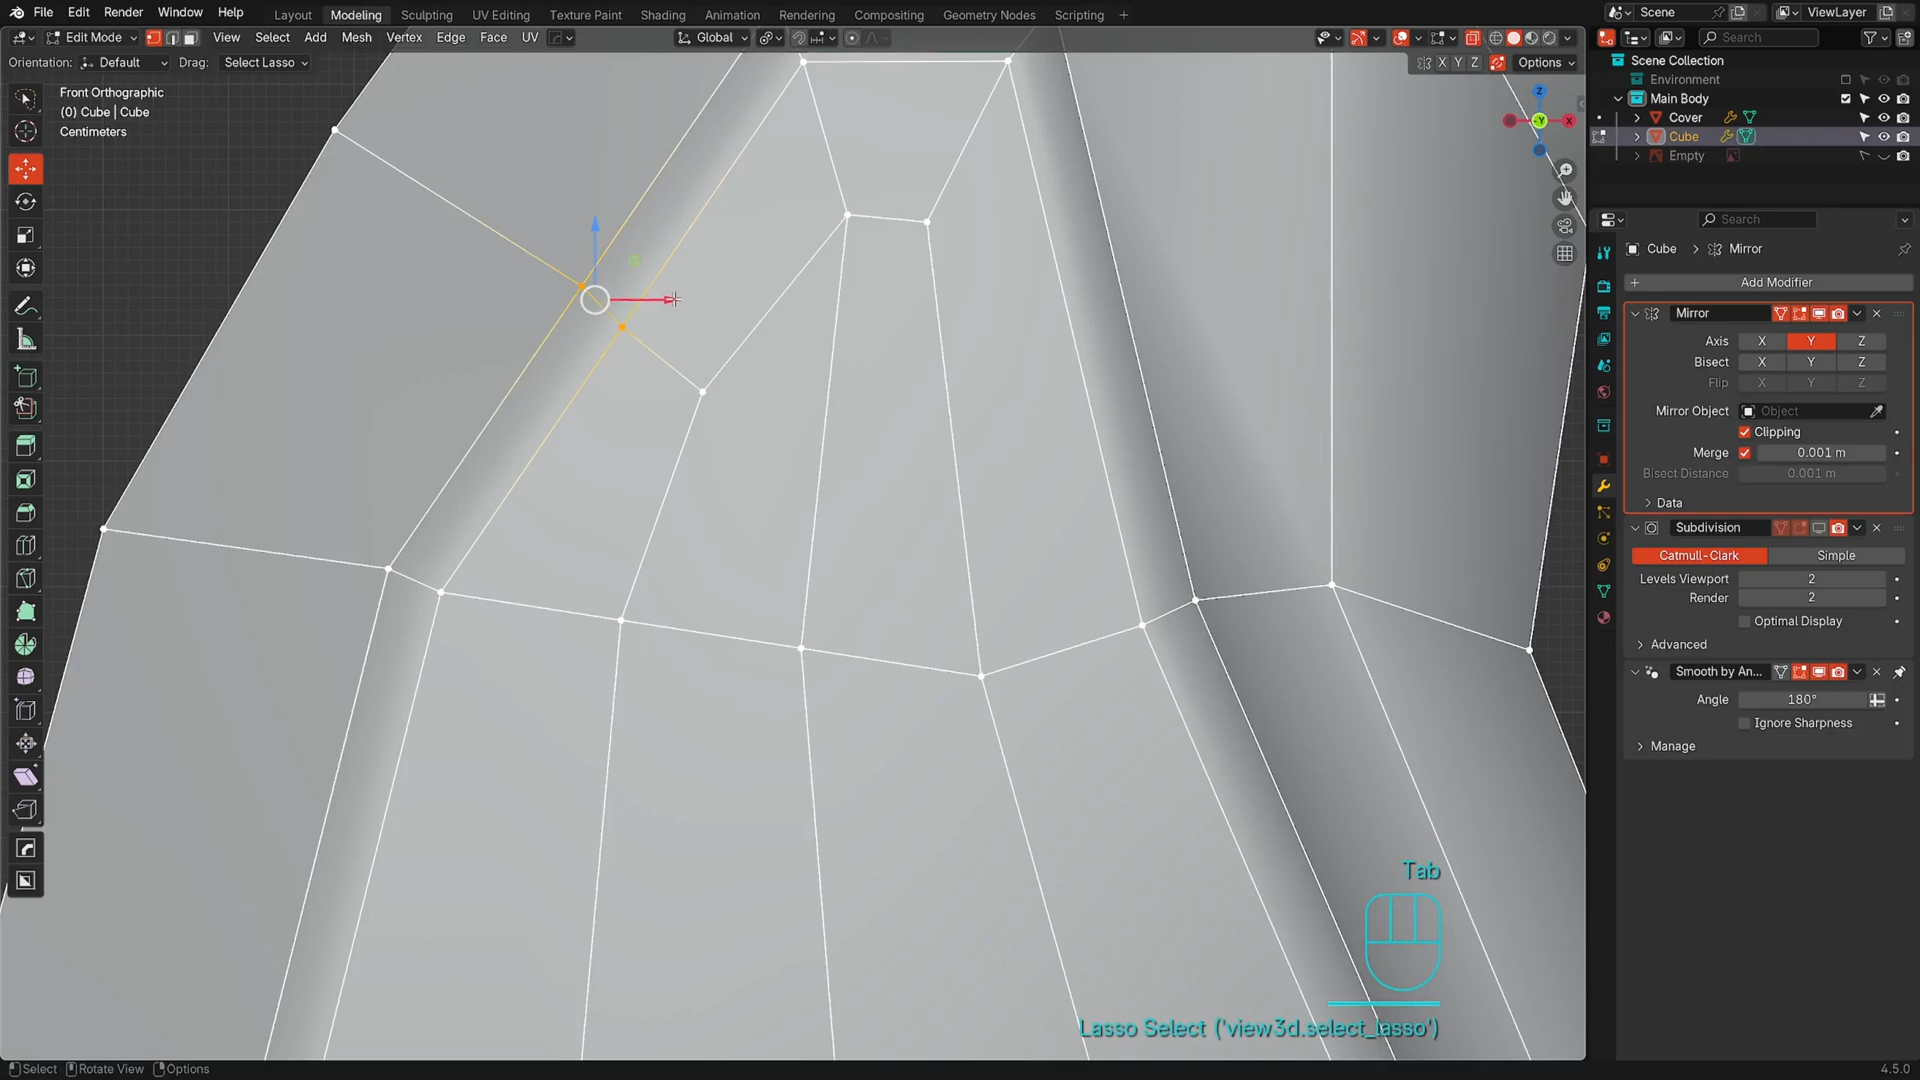 File Edit Render Window Help Layout Modeling Sculpting UV Editing Texture Paint Shading Animation Rendering Compositing Geometry Nodes Scripting + Scene ViewLayer
Edit Mode View Select Add Mesh Vertex Edge Face UV Global Search
Orientation: Default Drag: Select Lasso X Y Z Options
Scene Collection
Environment
Main Body
Cover
Cube
Empty
Front Orthographic
(0) Cube | Cube
Centimeters
Z
-Y
X
Search
Cube > Mirror
+ Add Modifier
Mirror
Axis X Y Z
Bisect X Y Z
Flip X Y Z
Mirror Object Object
Clipping
Merge 0.001 m
Bisect Distance 0.001 m
Data
Subdivision
Catmull-Clark Simple
Levels Viewport 2
Render 2
Optimal Display
Advanced
Smooth by An...
Angle 180°
Ignore Sharpness
Manage
Tab
Lasso Select ('view3d.select_lasso')
Select Rotate View Options 4.5.0